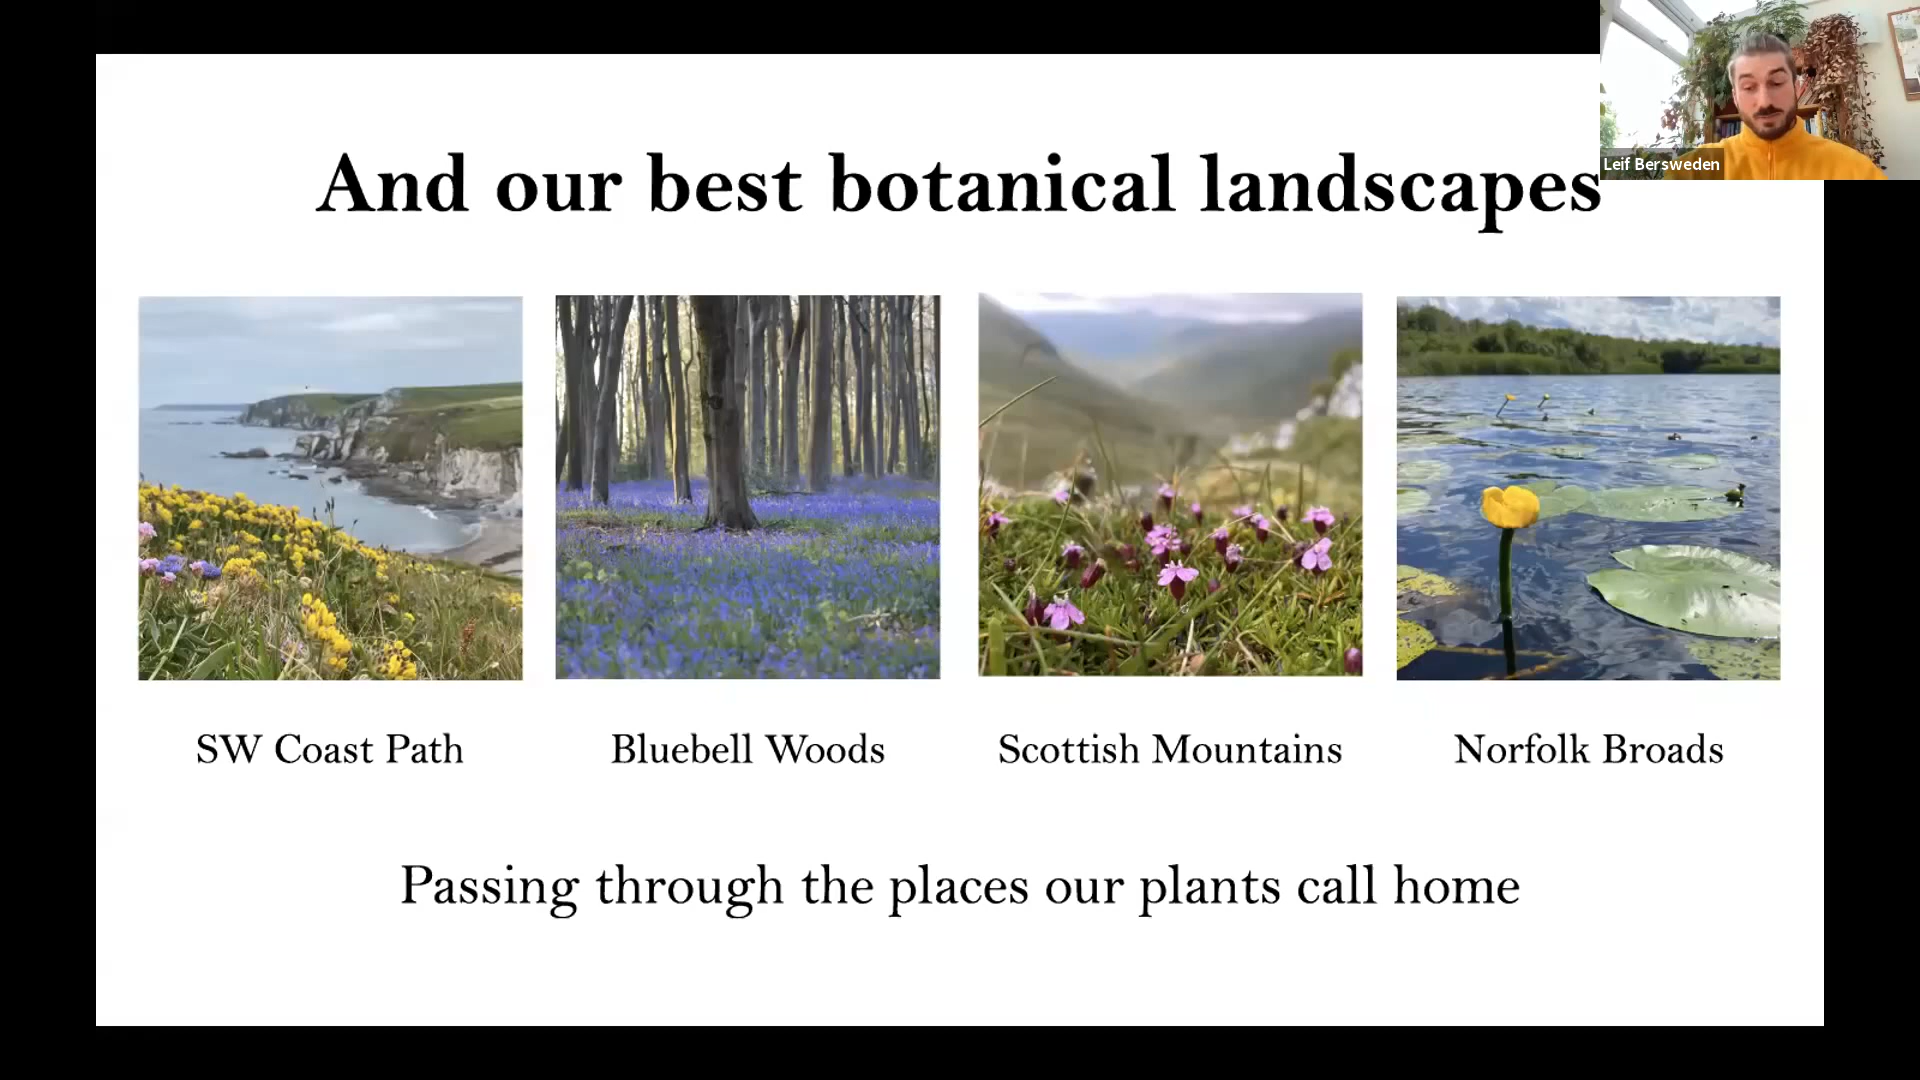 And our best botanical landscapes
Leif Bersweden
SW Coast Path
Bluebell Woods
Scottish Mountains
Norfolk Broads
Passing through the places our plants call home